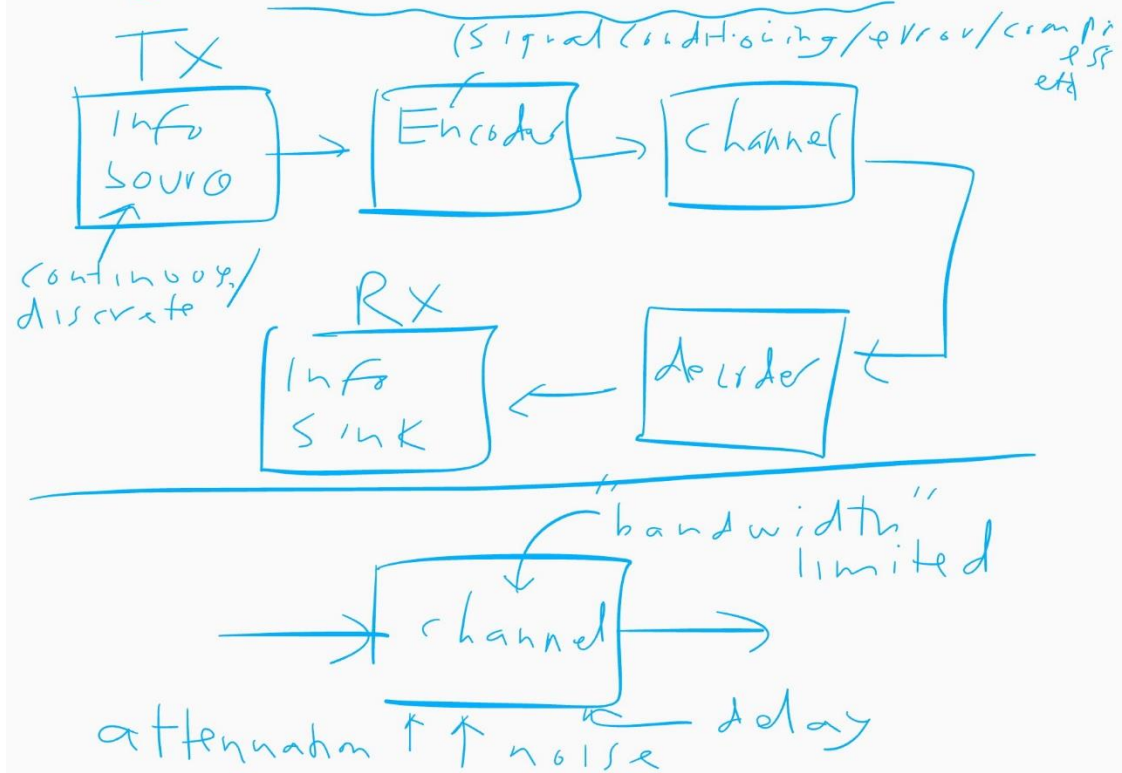 (signal conditioning/error/compress
etc)
TX
Info
source
Encoder
channel
continuous/
discrete
RX
Info
sink
decoder
"bandwidth"
limited
channel
attenuation
noise
delay